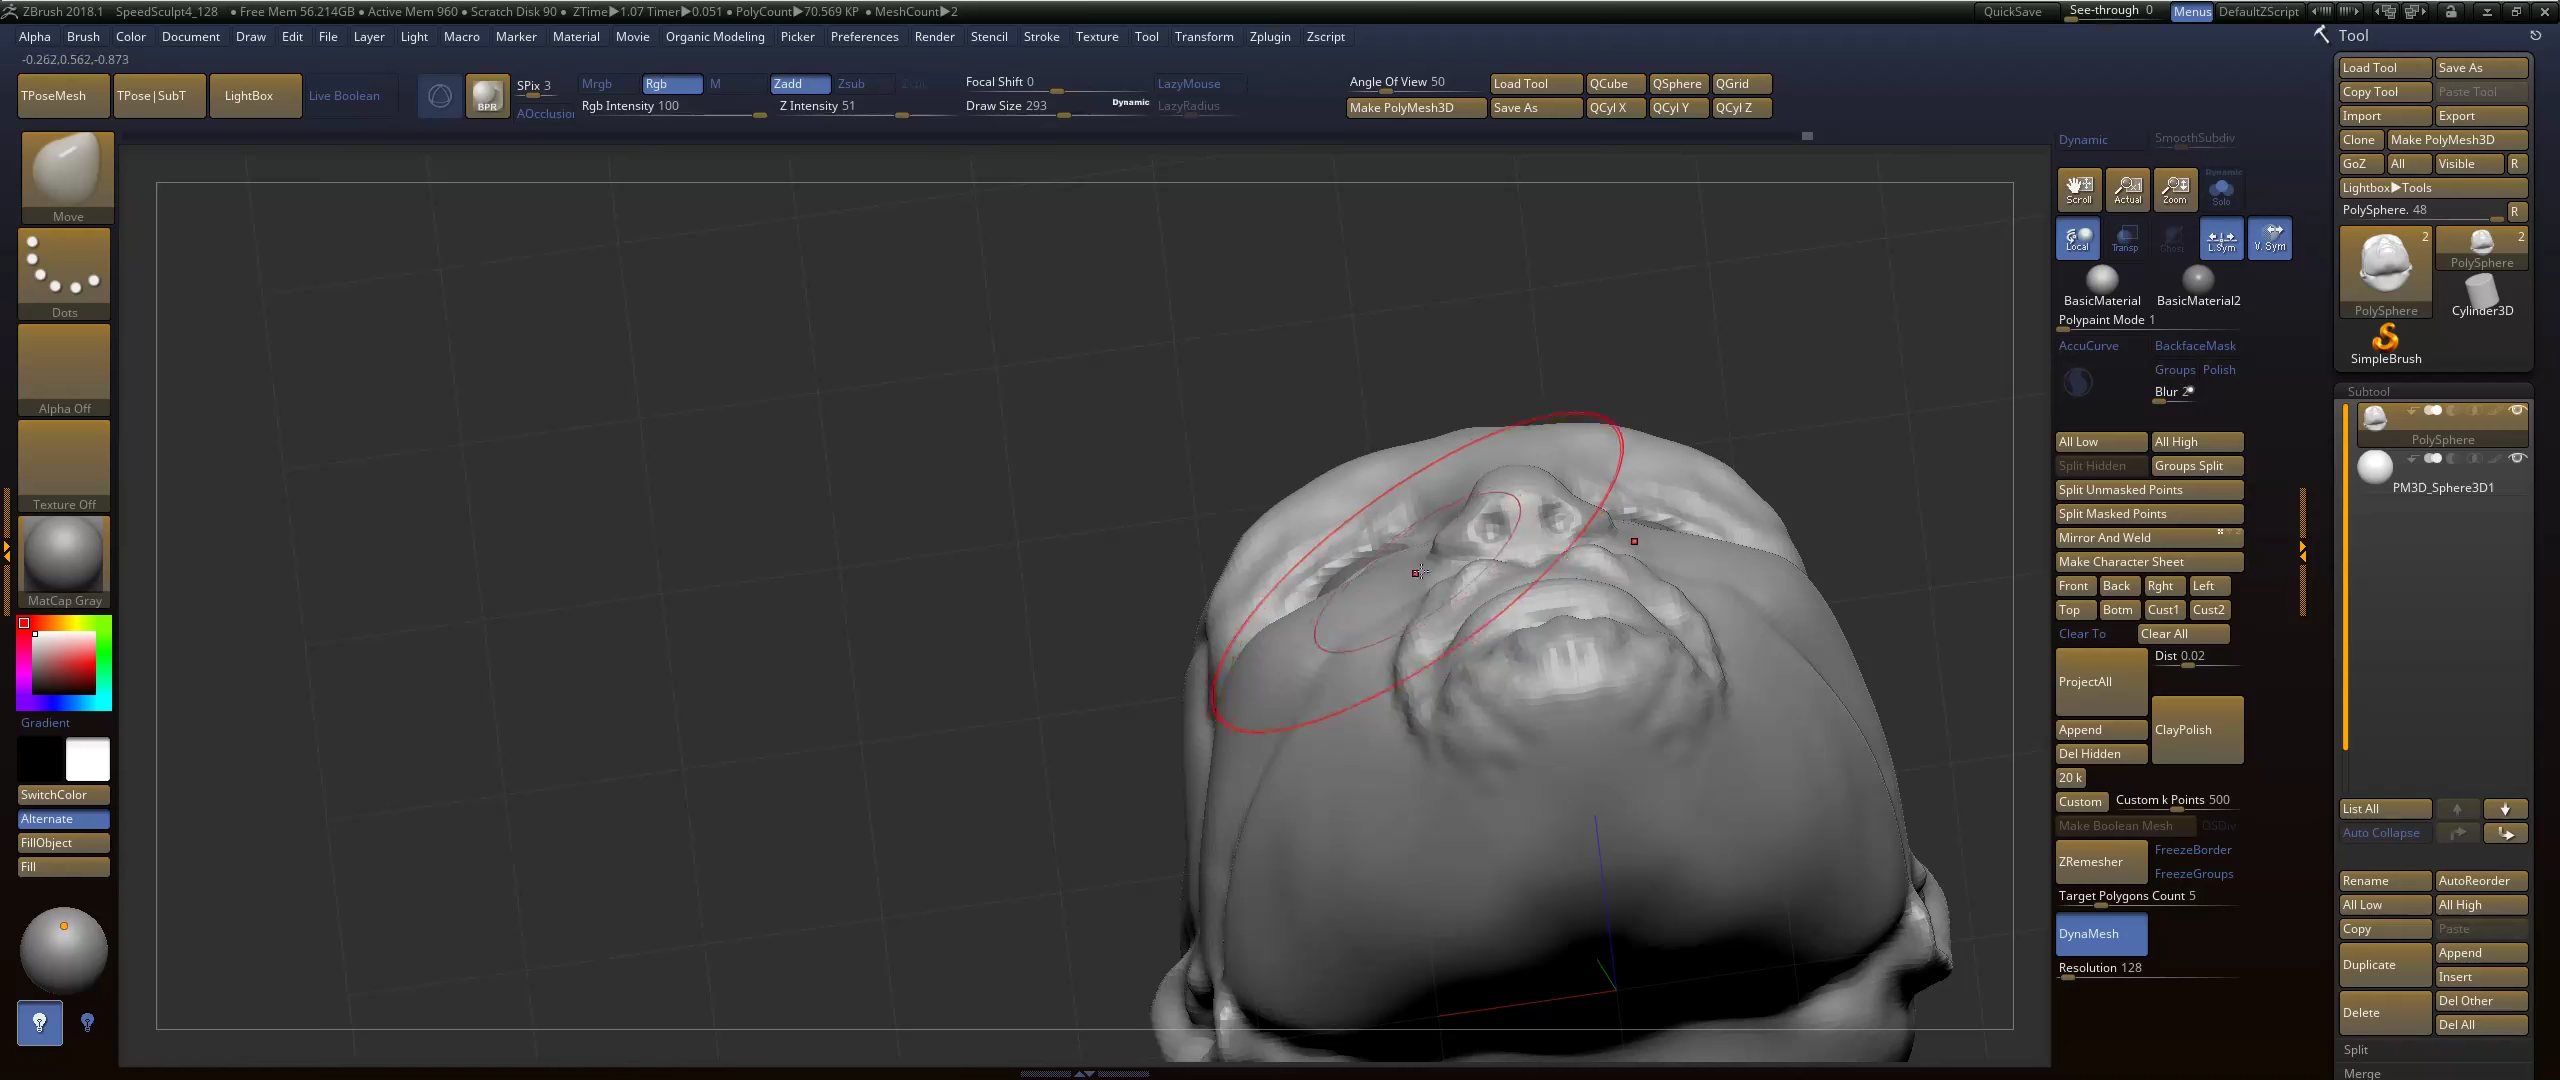 ZBrush 2018.1 SpeedSculpt4_128 ● Free Mem 56.214GB ● Active Mem 960 ● Scratch Disk 90 ● ZTime▶1.07 Timer▶0.051 ● PolyCount▶70.569 KP ● MeshCount▶2 QuickSave See-through 0 Menus DefaultZScript
Alpha Brush Color Document Draw Edit File Layer Light Macro Marker Material Movie Organic Modeling Picker Preferences Render Stencil Stroke Texture Tool Transform Zplugin Zscript
-0.262,0.562,-0.873
TPoseMesh TPose|SubT LightBox Live Boolean
BPR
SPix 3
AOcclusio
Mrgb Rgb M Zadd Zsub
Rgb Intensity 100 Z Intensity 51
Focal Shift 0
Draw Size 293 Dynamic
LazyMouse
LazyRadius
Angle Of View 50 Load Tool QCube QSphere QGrid
Make PolyMesh3D Save As QCyl X QCyl Y QCyl Z
Move
Dots
Alpha Off
Texture Off
MatCap Gray
Gradient
SwitchColor
Alternate
FillObject
Fill
Dynamic SmoothSubdiv
Scroll Actual Zoom Dynamic Solo
Local Transp Ghost L.Sym V. Sym
BasicMaterial BasicMaterial2
Polypaint Mode 1
AccuCurve BackfaceMask
Groups Polish
Blur 2
All Low All High
Split Hidden Groups Split
Split Unmasked Points
Split Masked Points
Mirror And Weld
Make Character Sheet
Front Back Rght Left
Top Botm Cust1 Cust2
Clear To Clear All
ProjectAll Dist 0.02
Append ClayPolish
Del Hidden
20 k
Custom Custom k Points 500
Make Boolean Mesh DSDiv
ZRemesher FreezeBorder
FreezeGroups
Target Polygons Count 5
DynaMesh
Resolution 128
Tool
Load Tool Save As
Copy Tool Paste Tool
Import Export
Clone Make PolyMesh3D
GoZ All Visible R
Lightbox▶Tools
PolySphere. 48 R
2 2
PolySphere
PolySphere Cylinder3D
SimpleBrush
Subtool
PolySphere
PM3D_Sphere3D1
List All
Auto Collapse
Rename AutoReorder
All Low All High
Copy Paste
Duplicate Append
Insert
Delete Del Other
Del All
Split
Merge